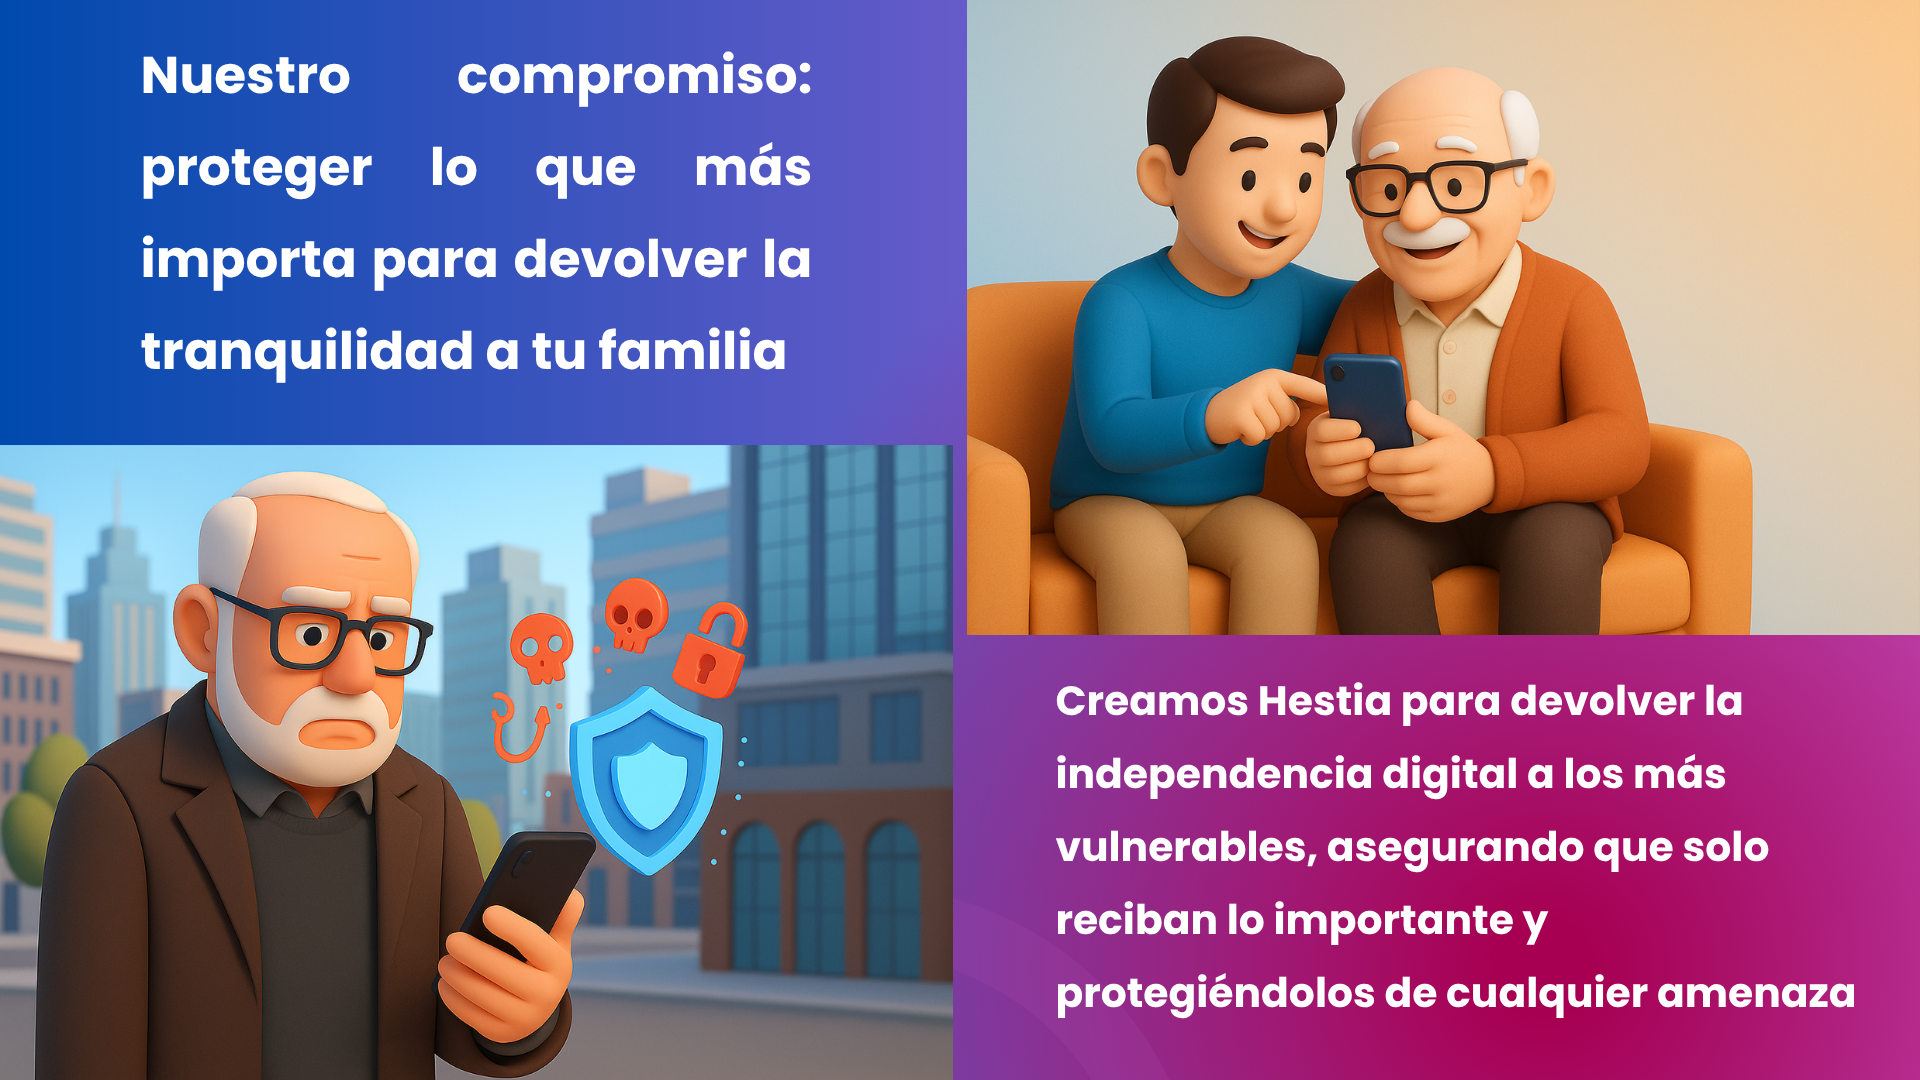 Nuestro compromiso:
proteger lo que más
importa para devolver la
tranquilidad a tu familia
Creamos Hestia para devolver la
independencia digital a los más
vulnerables, asegurando que solo
reciban lo importante y
protegiéndolos de cualquier amenaza